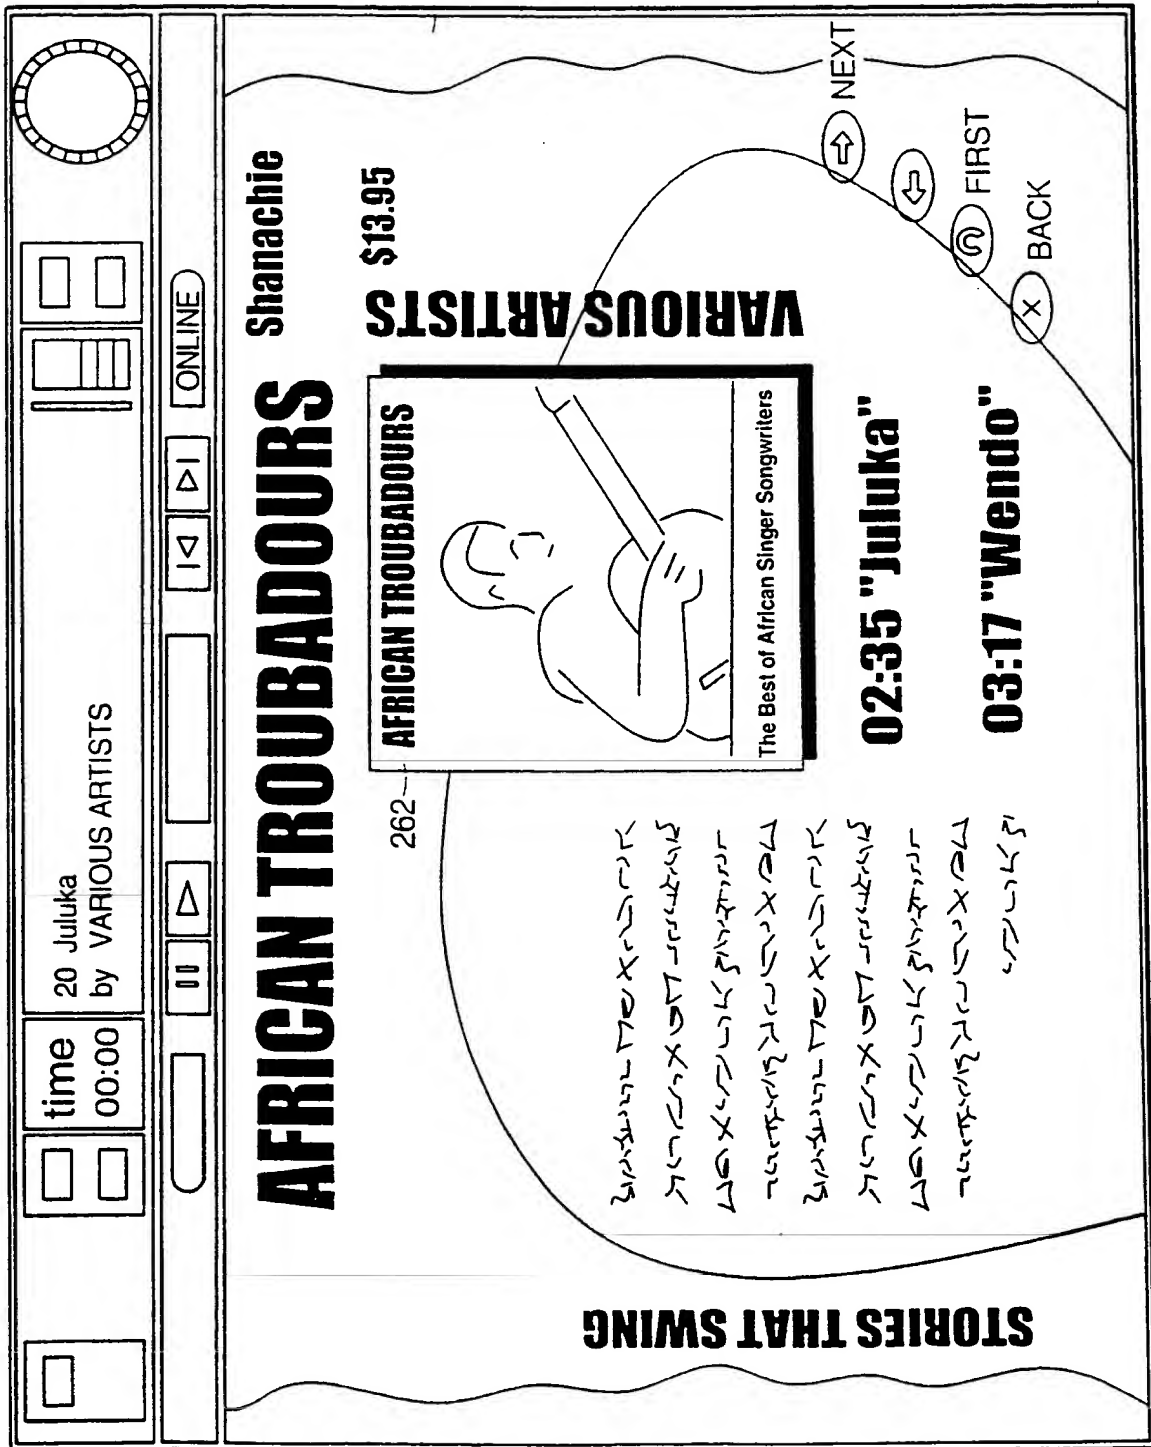 time
00:00
20 Juluka
by VARIOUS ARTISTS
ONLINE
AFRICAN TROUBADOURS
Shanachie
$13.95
262
AFRICAN TROUBADOURS
The Best of African Singer Songwriters
VARIOUS ARTISTS
STORIES THAT SWING
02:35 "Juluka"
03:17 "Wendo"
NEXT
FIRST
X BACK